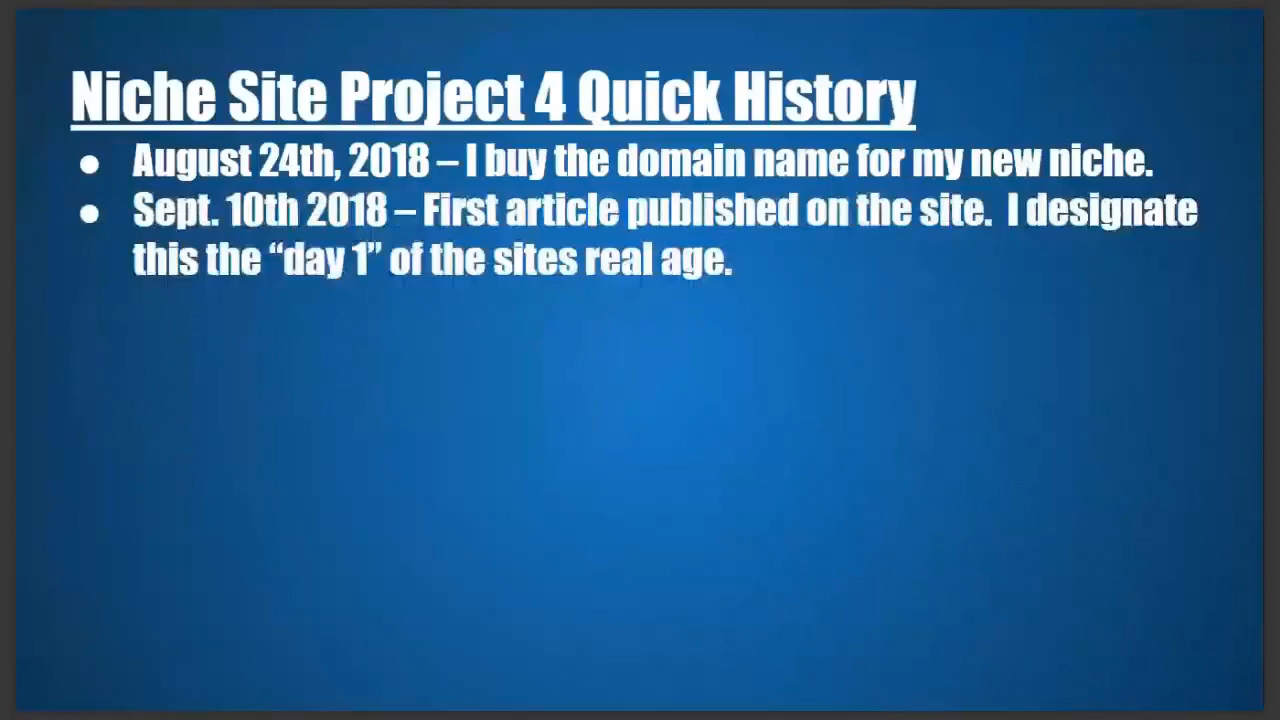 Niche Site Project 4 Quick History
● August 24th, 2018 – I buy the domain name for my new niche.
● Sept. 10th 2018 – First article published on the site.  I designate
this the “day 1” of the sites real age.